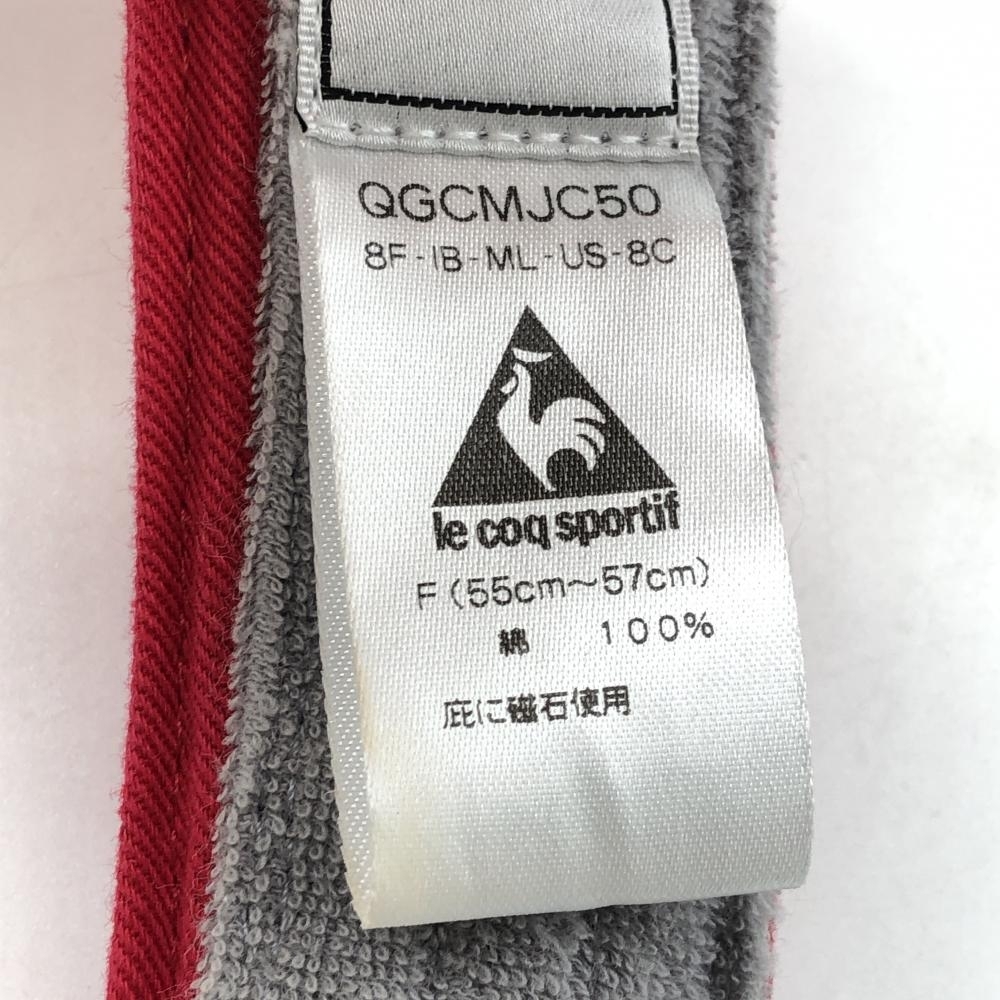 QGCMJC50
8F-IB-ML-US-8C
le coq sportif
F(55cm～57cm)
綿 100%
庇に磁石使用